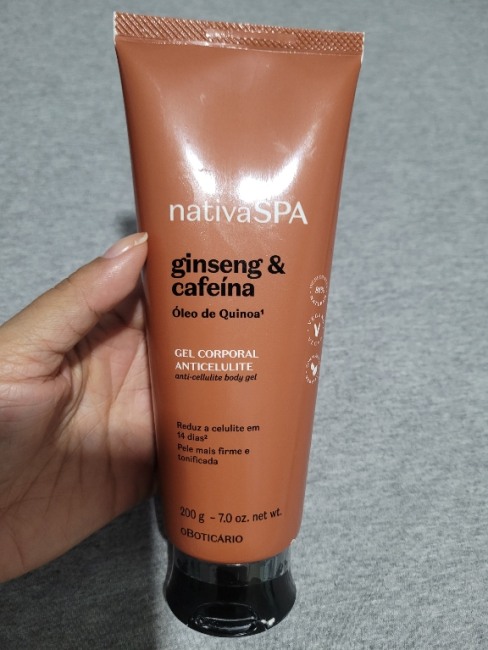 nativaSPA
ginseng &
cafeína
Óleo de Quinoa¹
GEL CORPORAL
ANTICELULITE
anti-cellulite body gel
Reduz a celulite em
14 dias²
Pele mais firme e
tonificada
200 g - 7.0 oz. net wt.
oBOTICÁRIO